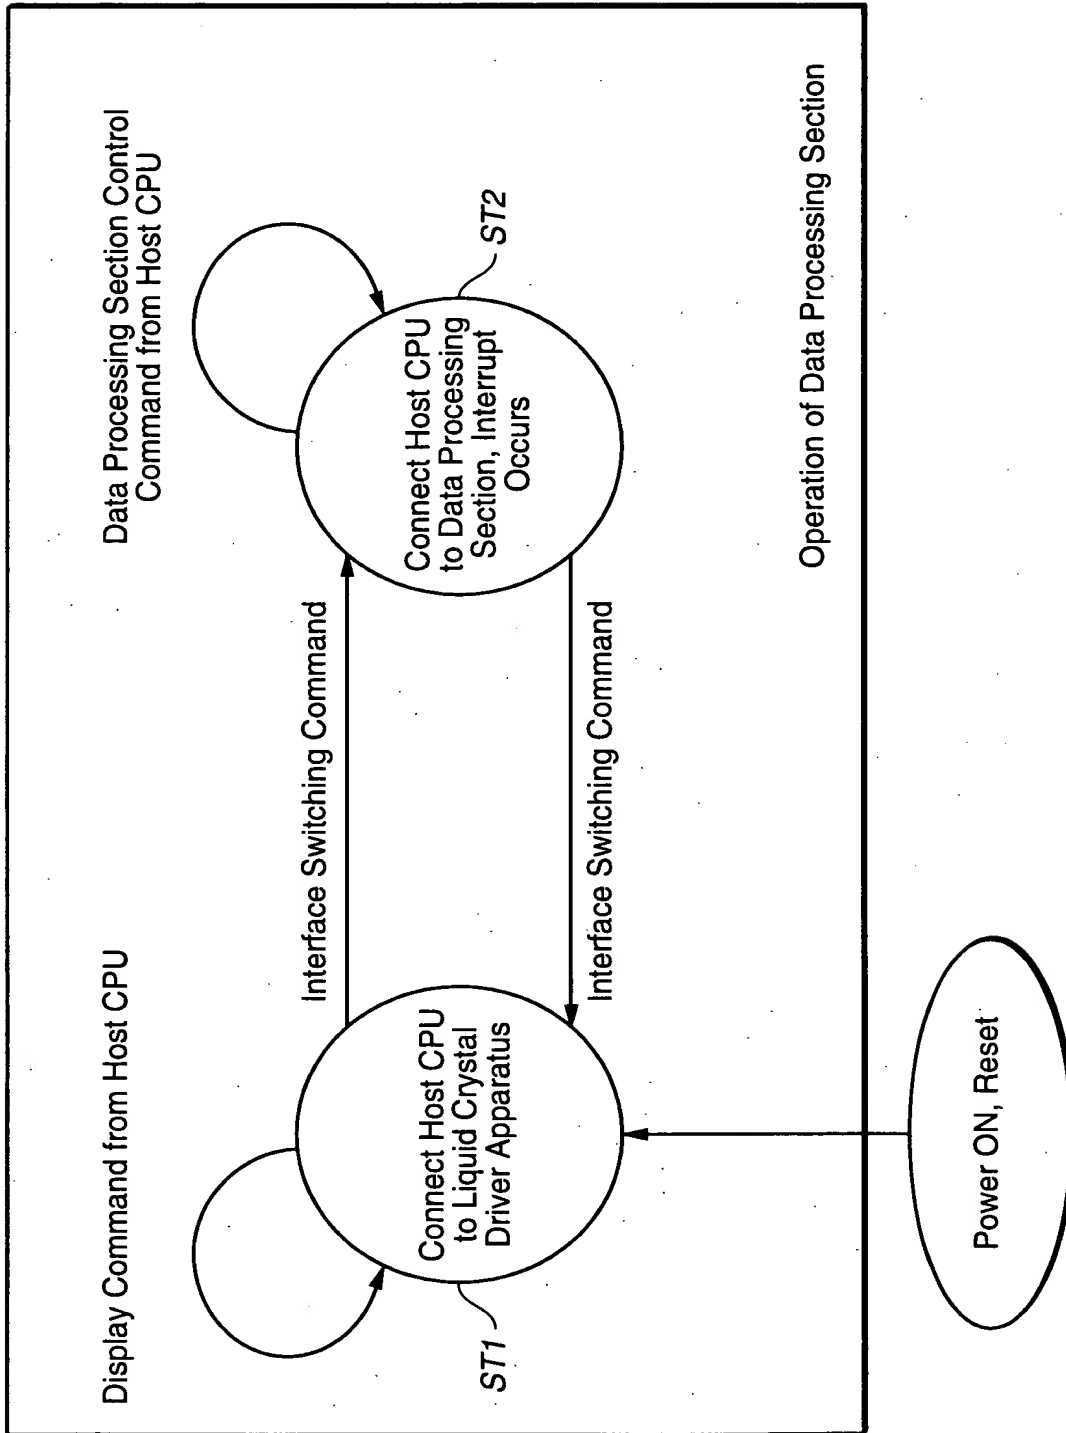 Display Command from Host CPU
Data Processing Section Control
Command from Host CPU
Interface Switching Command
Connect Host CPU
to Liquid Crystal
Driver Apparatus
ST1
Connect Host CPU
to Data Processing
Section, Interrupt
Occurs
ST2
Interface Switching Command
Operation of Data Processing Section
Power ON, Reset